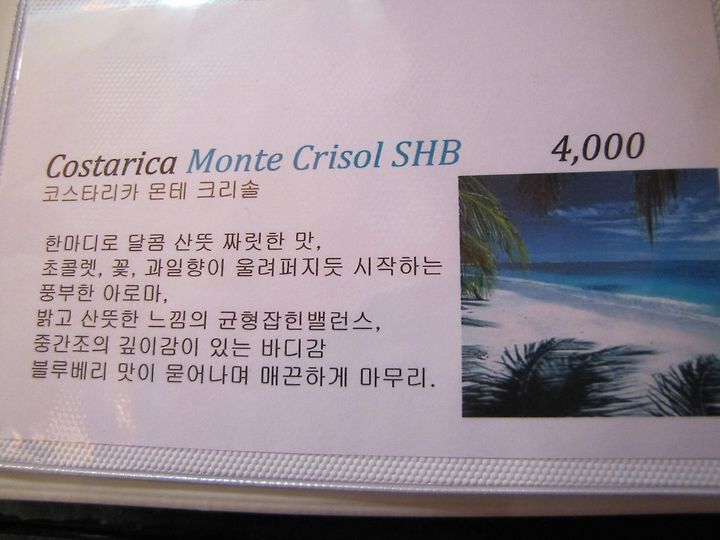 Costarica Monte Crisol SHB 4,000
코스타리카 몬테 크리솔
한마디로 달콤 산뜻 짜릿한 맛,
초콜렛, 꽃, 과일향이 울려퍼지듯 시작하는
풍부한 아로마,
밝고 산뜻한 느낌의 균형잡힌밸런스,
중간조의 깊이감이 있는 바디감
블루베리 맛이 묻어나며 매끈하게 마무리.